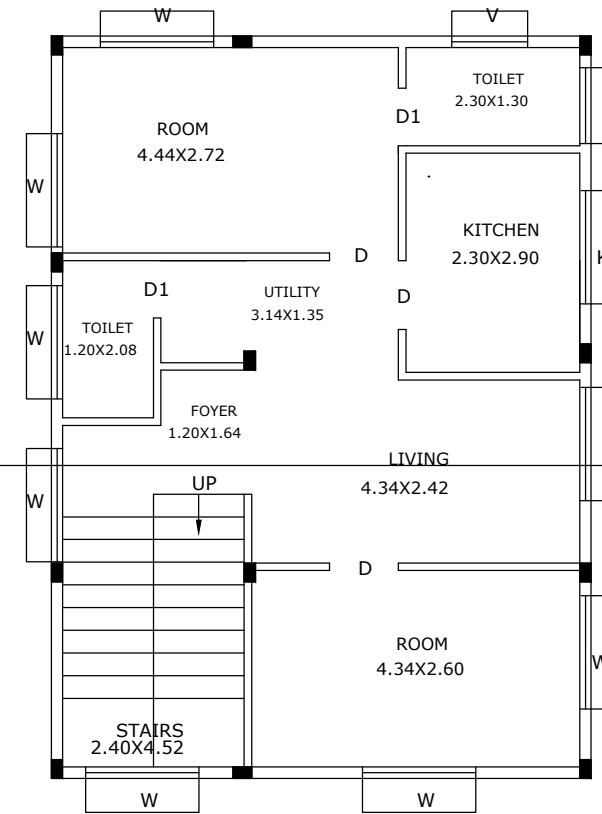 W
V
TOILET
2.30X1.30
D1
ROOM
4.44X2.72
W
KITCHEN
2.30X2.90
D
K
D1
UTILITY
3.14X1.35
D
TOILET
1.20X2.08
W
FOYER
1.20X1.64
LIVING
4.34X2.42
W
UP
D
ROOM
4.34X2.60
W
STAIRS
2.40X4.52
W
W